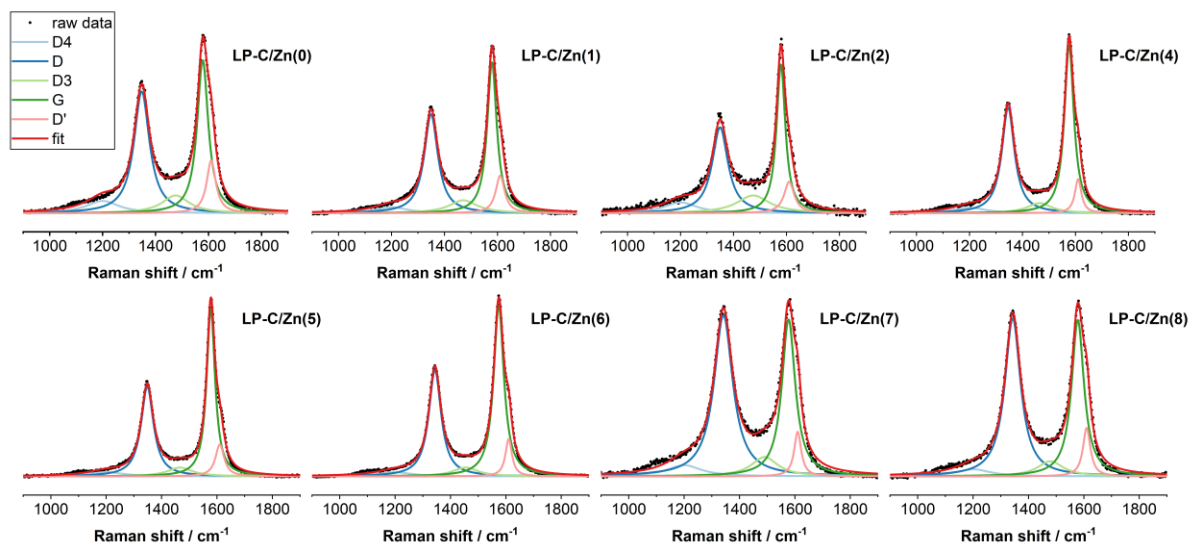 raw data
D4
D
D3
G
D'
fit
LP-C/Zn(0)
LP-C/Zn(1)
LP-C/Zn(2)
LP-C/Zn(4)
1000 1200 1400 1600 1800
1000 1200 1400 1600 1800
1000 1200 1400 1600 1800
1000 1200 1400 1600 1800
Raman shift / cm⁻¹
Raman shift / cm⁻¹
Raman shift / cm⁻¹
Raman shift / cm⁻¹
LP-C/Zn(5)
LP-C/Zn(6)
LP-C/Zn(7)
LP-C/Zn(8)
1000 1200 1400 1600 1800
1000 1200 1400 1600 1800
1000 1200 1400 1600 1800
1000 1200 1400 1600 1800
Raman shift / cm⁻¹
Raman shift / cm⁻¹
Raman shift / cm⁻¹
Raman shift / cm⁻¹